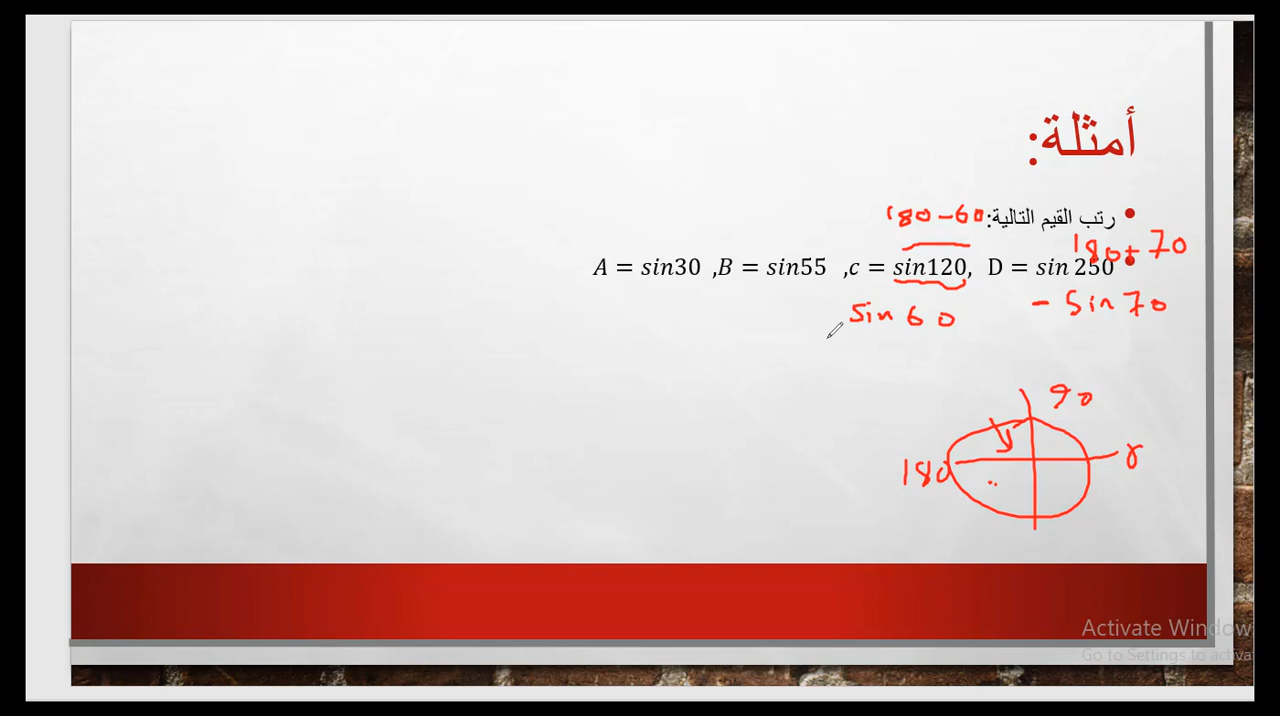 أمثلة:
• رتب القيم التالية:
180-60
180+70
• A = sin30 ,B = sin55 ,c = sin120, D = sin 250
sin 60
- Sin 70
90
180
Activate Window
Go to Settings to activa